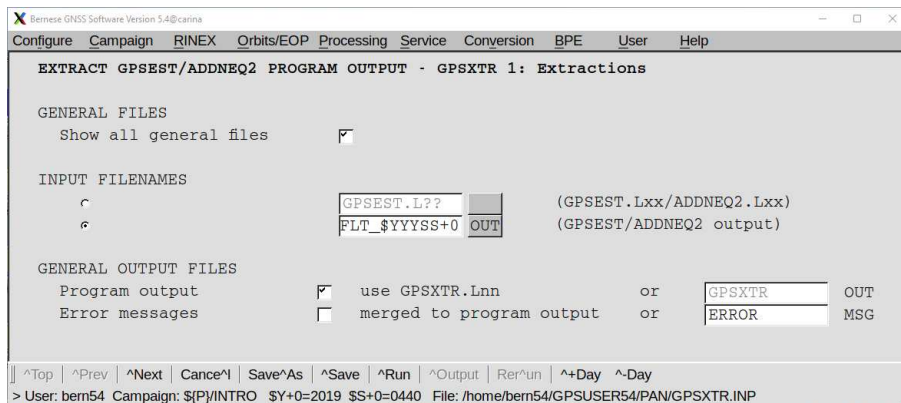 Bernese GNSS Software Version 5.4@carina
Configure Campaign RINEX Orbits/EOP Processing Service Conversion BPE User Help
EXTRACT GPSEST/ADDNEQ2 PROGRAM OUTPUT - GPSXTR 1: Extractions
GENERAL FILES
Show all general files
INPUT FILENAMES
GPSEST.L?? (GPSEST.Lxx/ADDNEQ2.Lxx)
FLT_$YYYSS+0 OUT (GPSEST/ADDNEQ2 output)
GENERAL OUTPUT FILES
Program output use GPSXTR.Lnn or GPSXTR OUT
Error messages merged to program output or ERROR MSG
^Top | ^Prev | ^Next | Cance^l | Save^As | ^Save | ^Run | ^Output | Rer^un | ^+Day ^-Day
> User: bern54 Campaign: ${P}/INTRO $Y+0=2019 $S+0=0440 File: /home/bern54/GPSUSER54/PAN/GPSXTR.INP